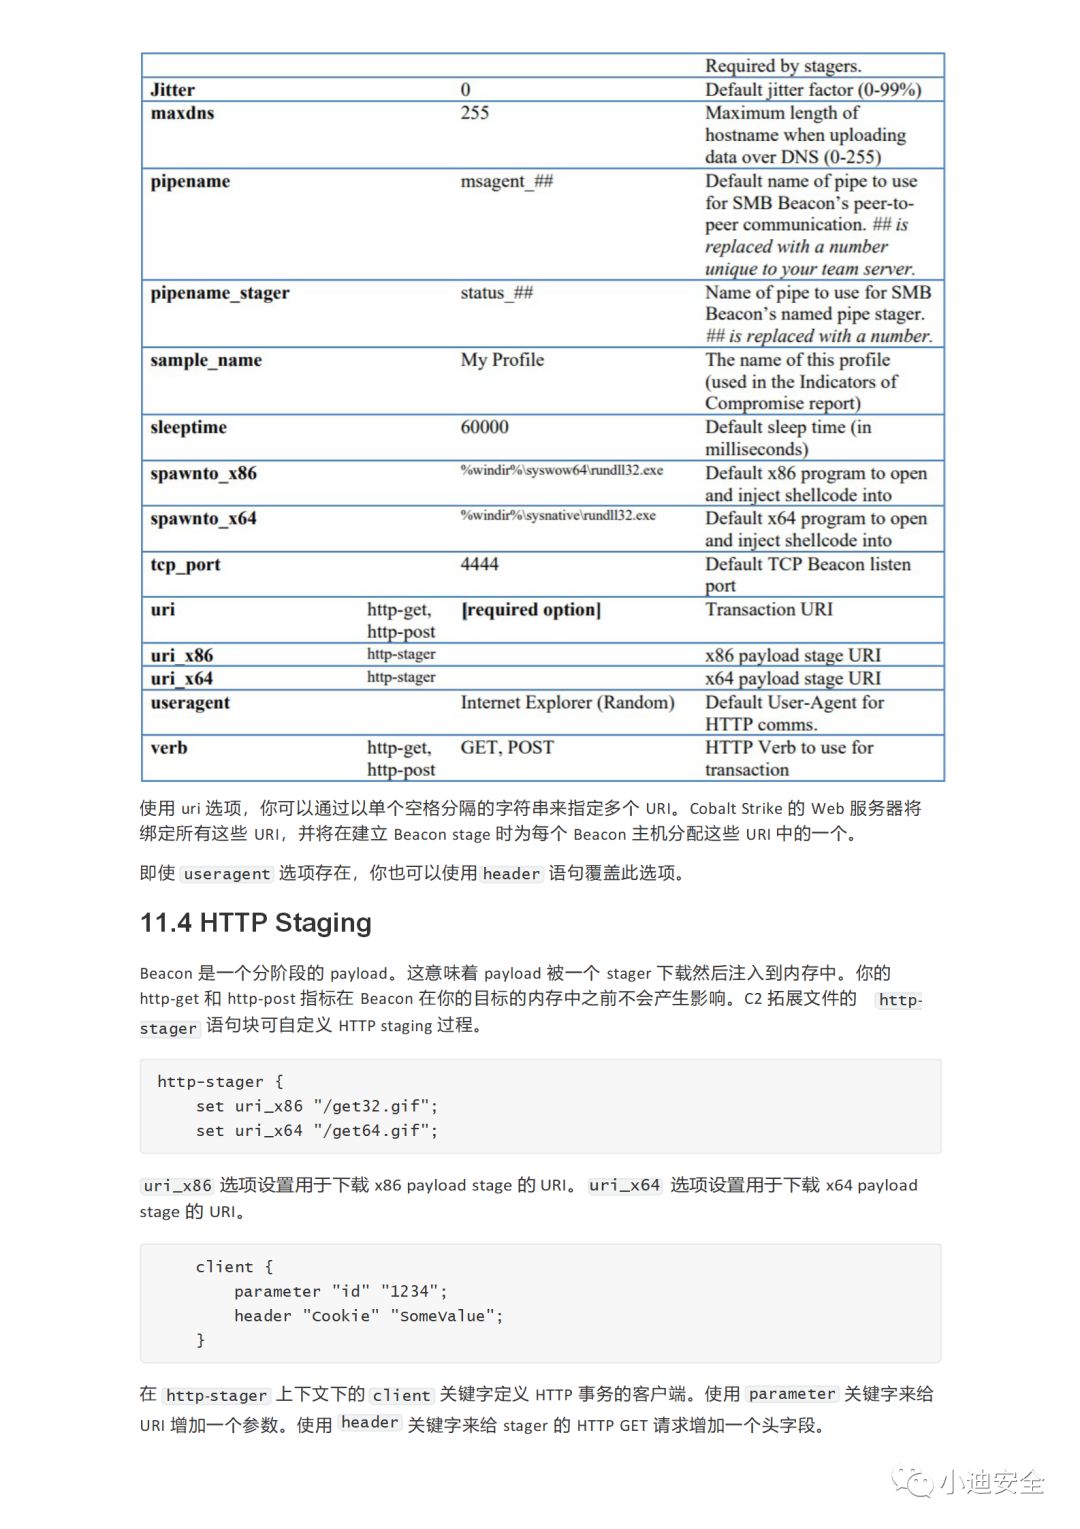 Required by stagers.
Jitter 0 Default jitter factor (0-99%)
maxdns 255 Maximum length of
hostname when uploading
data over DNS (0-255)
pipename msagent_## Default name of pipe to use
for SMB Beacon’s peer-to-
peer communication. ## is
replaced with a number
unique to your team server.
pipename_stager status_## Name of pipe to use for SMB
Beacon’s named pipe stager.
## is replaced with a number.
sample_name My Profile The name of this profile
(used in the Indicators of
Compromise report)
sleeptime 60000 Default sleep time (in
milliseconds)
spawnto_x86 %windir%\syswow64\rundll32.exe Default x86 program to open
and inject shellcode into
spawnto_x64 %windir%\sysnative\rundll32.exe Default x64 program to open
and inject shellcode into
tcp_port 4444 Default TCP Beacon listen
port
uri http-get, [required option] Transaction URI
http-post
uri_x86 http-stager x86 payload stage URI
uri_x64 http-stager x64 payload stage URI
useragent Internet Explorer (Random) Default User-Agent for
HTTP comms.
verb http-get, GET, POST HTTP Verb to use for
http-post transaction
使用 uri 选项，你可以通过以单个空格分隔的字符串来指定多个 URI。Cobalt Strike 的 Web 服务器将
绑定所有这些 URI，并将在建立 Beacon stage 时为每个 Beacon 主机分配这些 URI 中的一个。
即使 useragent 选项存在，你也可以使用 header 语句覆盖此选项。
11.4 HTTP Staging
Beacon 是一个分阶段的 payload。这意味着 payload 被一个 stager 下载然后注入到内存中。你的
http-get 和 http-post 指标在 Beacon 在你的目标的内存中之前不会产生影响。C2 拓展文件的 http-
stager 语句块可自定义 HTTP staging 过程。
http-stager {
set uri_x86 "/get32.gif";
set uri_x64 "/get64.gif";
uri_x86 选项设置用于下载 x86 payload stage 的 URI。 uri_x64 选项设置用于下载 x64 payload
stage 的 URI。
client {
parameter "id" "1234";
header "Cookie" "SomeValue";
}
在 http-stager 上下文下的 client 关键字定义 HTTP 事务的客户端。使用 parameter 关键字来给
URI 增加一个参数。使用 header 关键字来给 stager 的 HTTP GET 请求增加一个头字段。
小迪安全